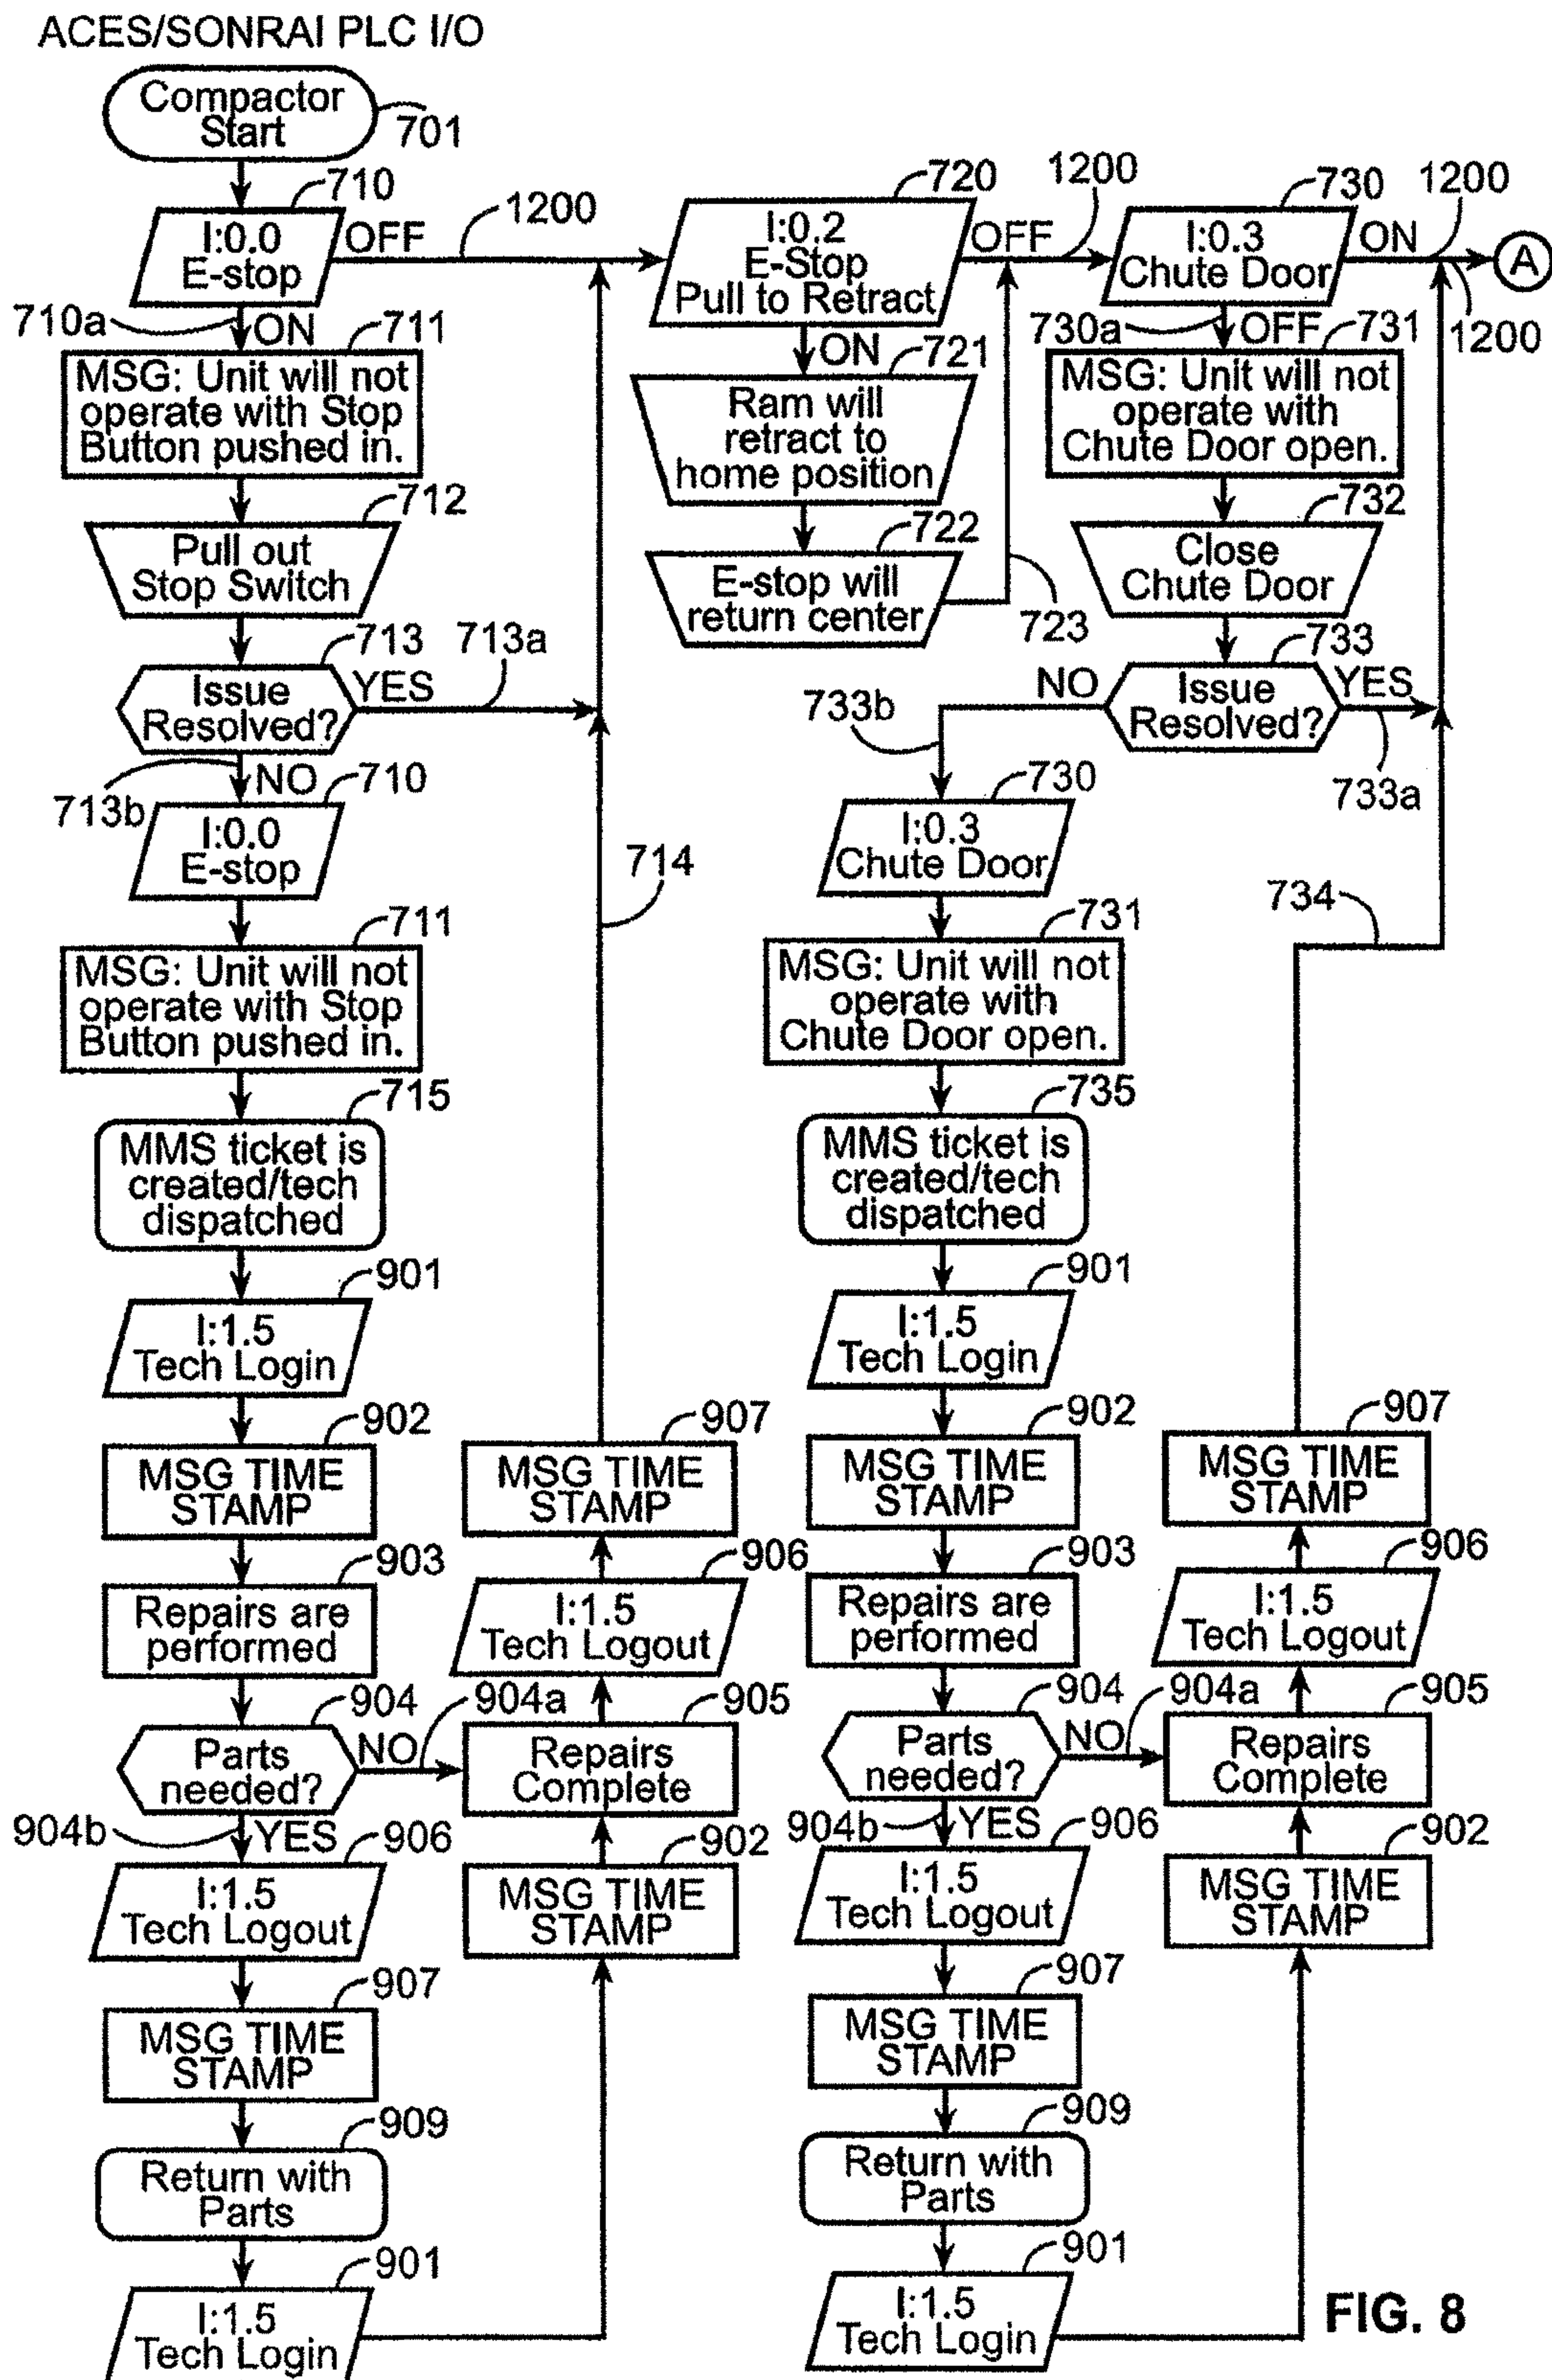 ACES/SONRAI PLC I/O
Compactor
Start
701
710
I:0.0
E-stop
OFF
1200
710a
ON
711
MSG: Unit will not
operate with Stop
Button pushed in.
712
Pull out
Stop Switch
713
Issue
Resolved?
YES
713a
713b
NO
710
I:0.0
E-stop
711
MSG: Unit will not
operate with Stop
Button pushed in.
715
MMS ticket is
created/tech
dispatched
901
I:1.5
Tech Login
902
MSG TIME
STAMP
903
Repairs are
performed
904
Parts
needed?
NO
904a
904b
YES
906
I:1.5
Tech Logout
907
MSG TIME
STAMP
909
Return with
Parts
901
I:1.5
Tech Login
714
907
MSG TIME
STAMP
906
I:1.5
Tech Logout
905
Repairs
Complete
902
MSG TIME
STAMP
720
I:0.2
E-Stop
Pull to Retract
OFF
1200
ON
721
Ram will
retract to
home position
722
E-stop will
return center
723
730
I:0.3
Chute Door
ON
1200
A
1200
730a
OFF
731
MSG: Unit will not
operate with
Chute Door open.
732
Close
Chute Door
733
Issue
Resolved?
YES
733a
NO
733b
730
I:0.3
Chute Door
731
MSG: Unit will not
operate with
Chute Door open.
735
MMS ticket is
created/tech
dispatched
901
I:1.5
Tech Login
902
MSG TIME
STAMP
903
Repairs are
performed
904
Parts
needed?
NO
904a
904b
YES
906
I:1.5
Tech Logout
907
MSG TIME
STAMP
909
Return with
Parts
901
I:1.5
Tech Login
734
907
MSG TIME
STAMP
906
I:1.5
Tech Logout
905
Repairs
Complete
902
MSG TIME
STAMP
FIG. 8